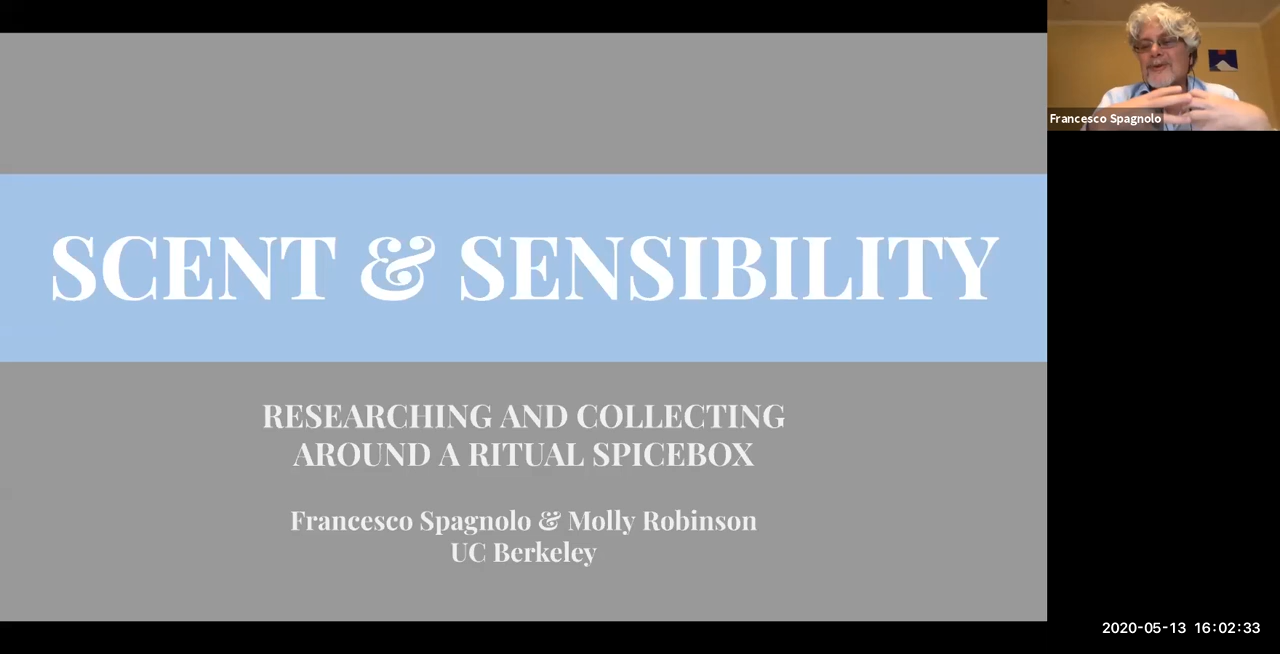 SCENT & SENSIBILITY
RESEARCHING AND COLLECTING
AROUND A RITUAL SPICEBOX
Francesco Spagnolo & Molly Robinson
UC Berkeley
Francesco Spagnolo
2020-05-13 16:02:33